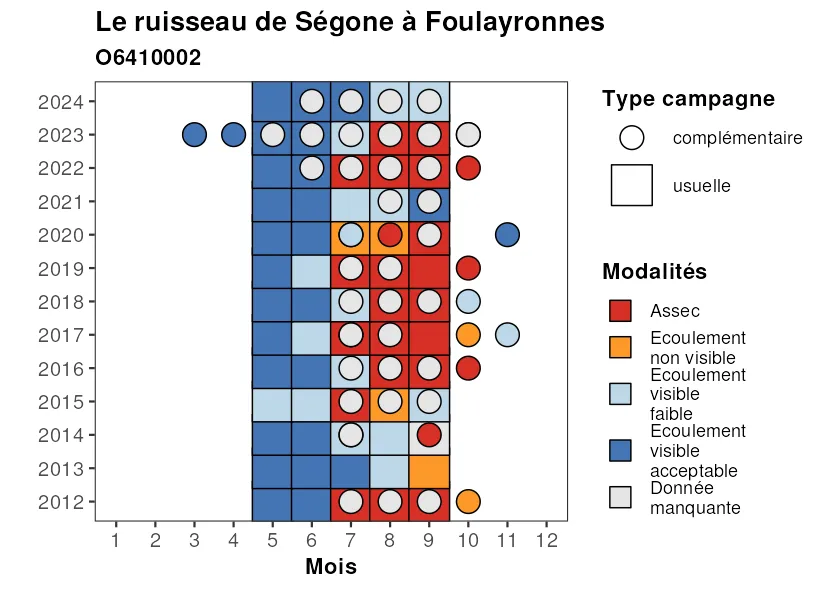 Le ruisseau de Ségone à Foulayronnes
O6410002
2024
2023
2022
2021
2020
2019
2018
2017
2016
2015
2014
2013
2012
1 2 3 4 5 6 7 8 9 10 11 12
Mois
Type campagne
complémentaire
usuelle
Modalités
Assec
Ecoulement
non visible
Ecoulement
visible
faible
Ecoulement
visible
acceptable
Donnée
manquante